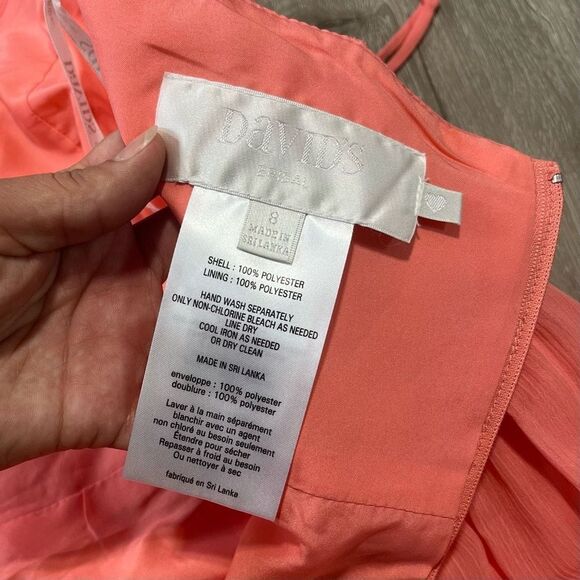 DAVID'S
BRIDAL
8
MADE IN
SRI LANKA
SHELL : 100% POLYESTER
LINING : 100% POLYESTER
HAND WASH SEPARATELY
ONLY NON-CHLORINE BLEACH AS NEEDED
LINE DRY
COOL IRON AS NEEDED
OR DRY CLEAN
MADE IN SRI LANKA
enveloppe : 100% polyester
doublure : 100% polyester
Laver à la main séparément
blanchir avec un agent
non chloré au besoin seulement
Étendre pour sécher
Repasser à froid au besoin
Ou nettoyer à sec
fabriqué en Sri Lanka